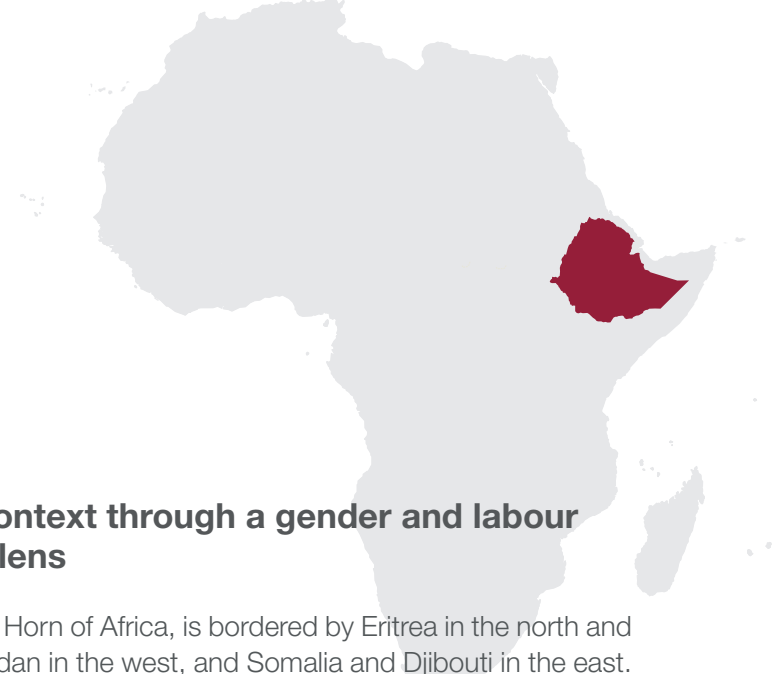 ontext through a gender and labour
lens
Horn of Africa, is bordered by Eritrea in the north and
dan in the west, and Somalia and Djibouti in the east.